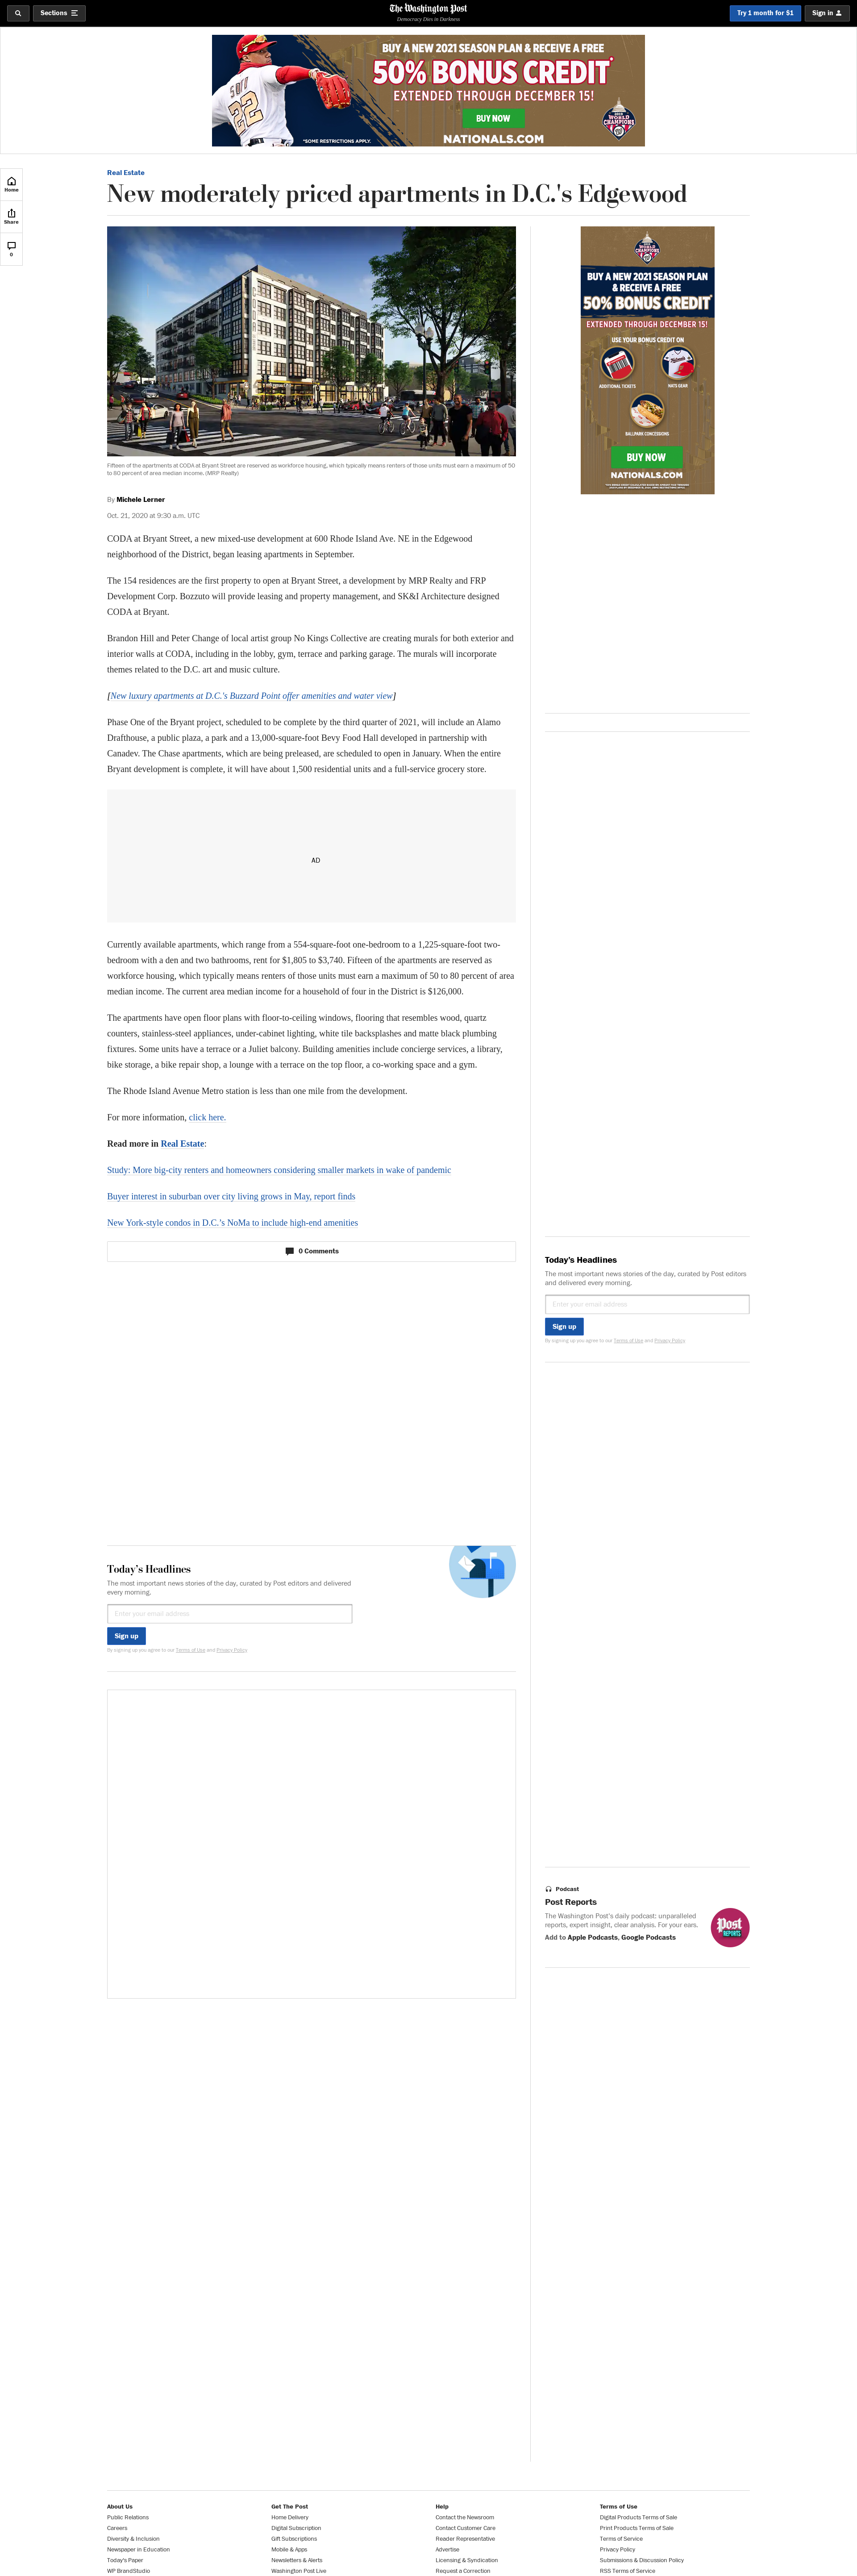 Sections
The Washington Post
Democracy Dies in Darkness
Try 1 month for $1
Sign in
BUY A NEW 2021 SEASON PLAN & RECEIVE A FREE
50% BONUS CREDIT*
EXTENDED THROUGH DECEMBER 15!
BUY NOW
*SOME RESTRICTIONS APPLY.
NATIONALS.COM
WORLD CHAMPIONS
SOTO
22
Home
Share
0
Real Estate
New moderately priced apartments in D.C.'s Edgewood
Fifteen of the apartments at CODA at Bryant Street are reserved as workforce housing, which typically means renters of those units must earn a maximum of 50
to 80 percent of area median income. (MRP Realty)
By Michele Lerner
Oct. 21, 2020 at 9:30 a.m. UTC
CODA at Bryant Street, a new mixed-use development at 600 Rhode Island Ave. NE in the Edgewood
neighborhood of the District, began leasing apartments in September.
The 154 residences are the first property to open at Bryant Street, a development by MRP Realty and FRP
Development Corp. Bozzuto will provide leasing and property management, and SK&I Architecture designed
CODA at Bryant.
Brandon Hill and Peter Change of local artist group No Kings Collective are creating murals for both exterior and
interior walls at CODA, including in the lobby, gym, terrace and parking garage. The murals will incorporate
themes related to the D.C. art and music culture.
[New luxury apartments at D.C.'s Buzzard Point offer amenities and water view]
Phase One of the Bryant project, scheduled to be complete by the third quarter of 2021, will include an Alamo
Drafthouse, a public plaza, a park and a 13,000-square-foot Bevy Food Hall developed in partnership with
Canadev. The Chase apartments, which are being preleased, are scheduled to open in January. When the entire
Bryant development is complete, it will have about 1,500 residential units and a full-service grocery store.
AD
Currently available apartments, which range from a 554-square-foot one-bedroom to a 1,225-square-foot two-
bedroom with a den and two bathrooms, rent for $1,805 to $3,740. Fifteen of the apartments are reserved as
workforce housing, which typically means renters of those units must earn a maximum of 50 to 80 percent of area
median income. The current area median income for a household of four in the District is $126,000.
The apartments have open floor plans with floor-to-ceiling windows, flooring that resembles wood, quartz
counters, stainless-steel appliances, under-cabinet lighting, white tile backsplashes and matte black plumbing
fixtures. Some units have a terrace or a Juliet balcony. Building amenities include concierge services, a library,
bike storage, a bike repair shop, a lounge with a terrace on the top floor, a co-working space and a gym.
The Rhode Island Avenue Metro station is less than one mile from the development.
For more information, click here.
Read more in Real Estate:
Study: More big-city renters and homeowners considering smaller markets in wake of pandemic
Buyer interest in suburban over city living grows in May, report finds
New York-style condos in D.C.'s NoMa to include high-end amenities
0 Comments
Today's Headlines
The most important news stories of the day, curated by Post editors and delivered
every morning.
Enter your email address
Sign up
By signing up you agree to our Terms of Use and Privacy Policy
WORLD CHAMPIONS
BUY A NEW 2021 SEASON PLAN
& RECEIVE A FREE
50% BONUS CREDIT*
EXTENDED THROUGH DECEMBER 15!
USE YOUR BONUS CREDIT ON
ADDITIONAL TICKETS
NATS GEAR
BALLPARK CONCESSIONS
BUY NOW
NATIONALS.COM
Today's Headlines
The most important news stories of the day, curated by Post editors
and delivered every morning.
Enter your email address
Sign up
By signing up you agree to our Terms of Use and Privacy Policy
Podcast
Post Reports
The Washington Post's daily podcast: unparalleled
reports, expert insight, clear analysis. For your ears.
Add to Apple Podcasts, Google Podcasts
Post
REPORTS
About Us
Public Relations
Careers
Diversity & Inclusion
Newspaper in Education
Today's Paper
WP BrandStudio
Get The Post
Home Delivery
Digital Subscription
Gift Subscriptions
Mobile & Apps
Newsletters & Alerts
Washington Post Live
Help
Contact the Newsroom
Contact Customer Care
Reader Representative
Advertise
Licensing & Syndication
Request a Correction
Terms of Use
Digital Products Terms of Sale
Print Products Terms of Sale
Terms of Service
Privacy Policy
Submissions & Discussion Policy
RSS Terms of Service